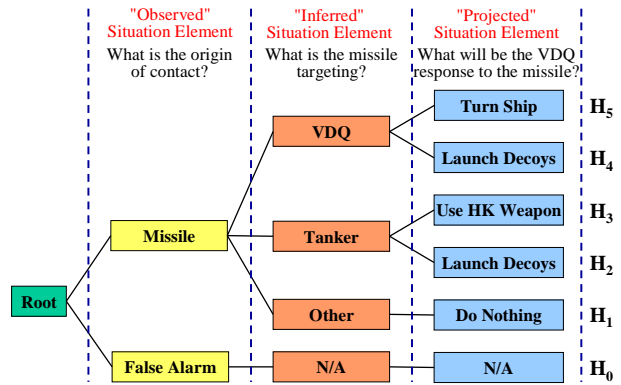 "Observed"
Situation Element
What is the origin
of contact?
"Inferred"
Situation Element
What is the missile
targeting?
"Projected"
Situation Element
What will be the VDQ
response to the missile?
Turn Ship
H5
VDQ
Launch Decoys
H4
Use HK Weapon
H3
Missile
Tanker
Launch Decoys
H2
Root
Other
Do Nothing
H1
False Alarm
N/A
N/A
H0